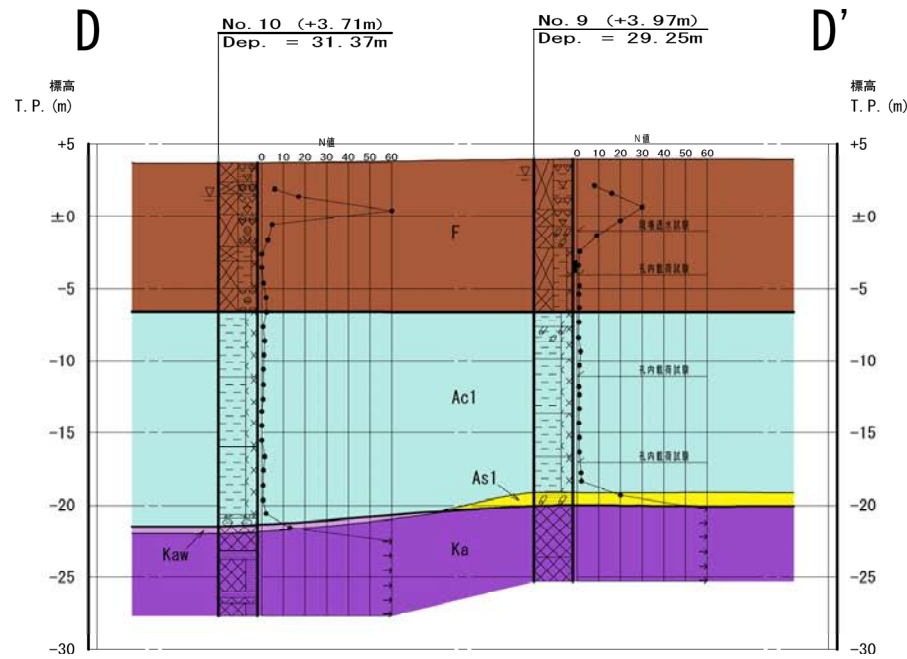 D
No. 10 (+3.71m)
Dep. = 31.37m
No. 9 (+3.97m)
Dep. = 29.25m
D'
標高
T.P.(m)
標高
T.P.(m)
+5
N値
N値
+5
0 10 20 30 40 50 60
0 10 20 30 40 50 60
±0
F
現場透水試験
±0
孔内載荷試験
-5
-5
-10
孔内載荷試験
-10
Ac1
-15
-15
孔内載荷試験
As1
-20
-20
Kaw
Ka
-25
-25
-30
-30